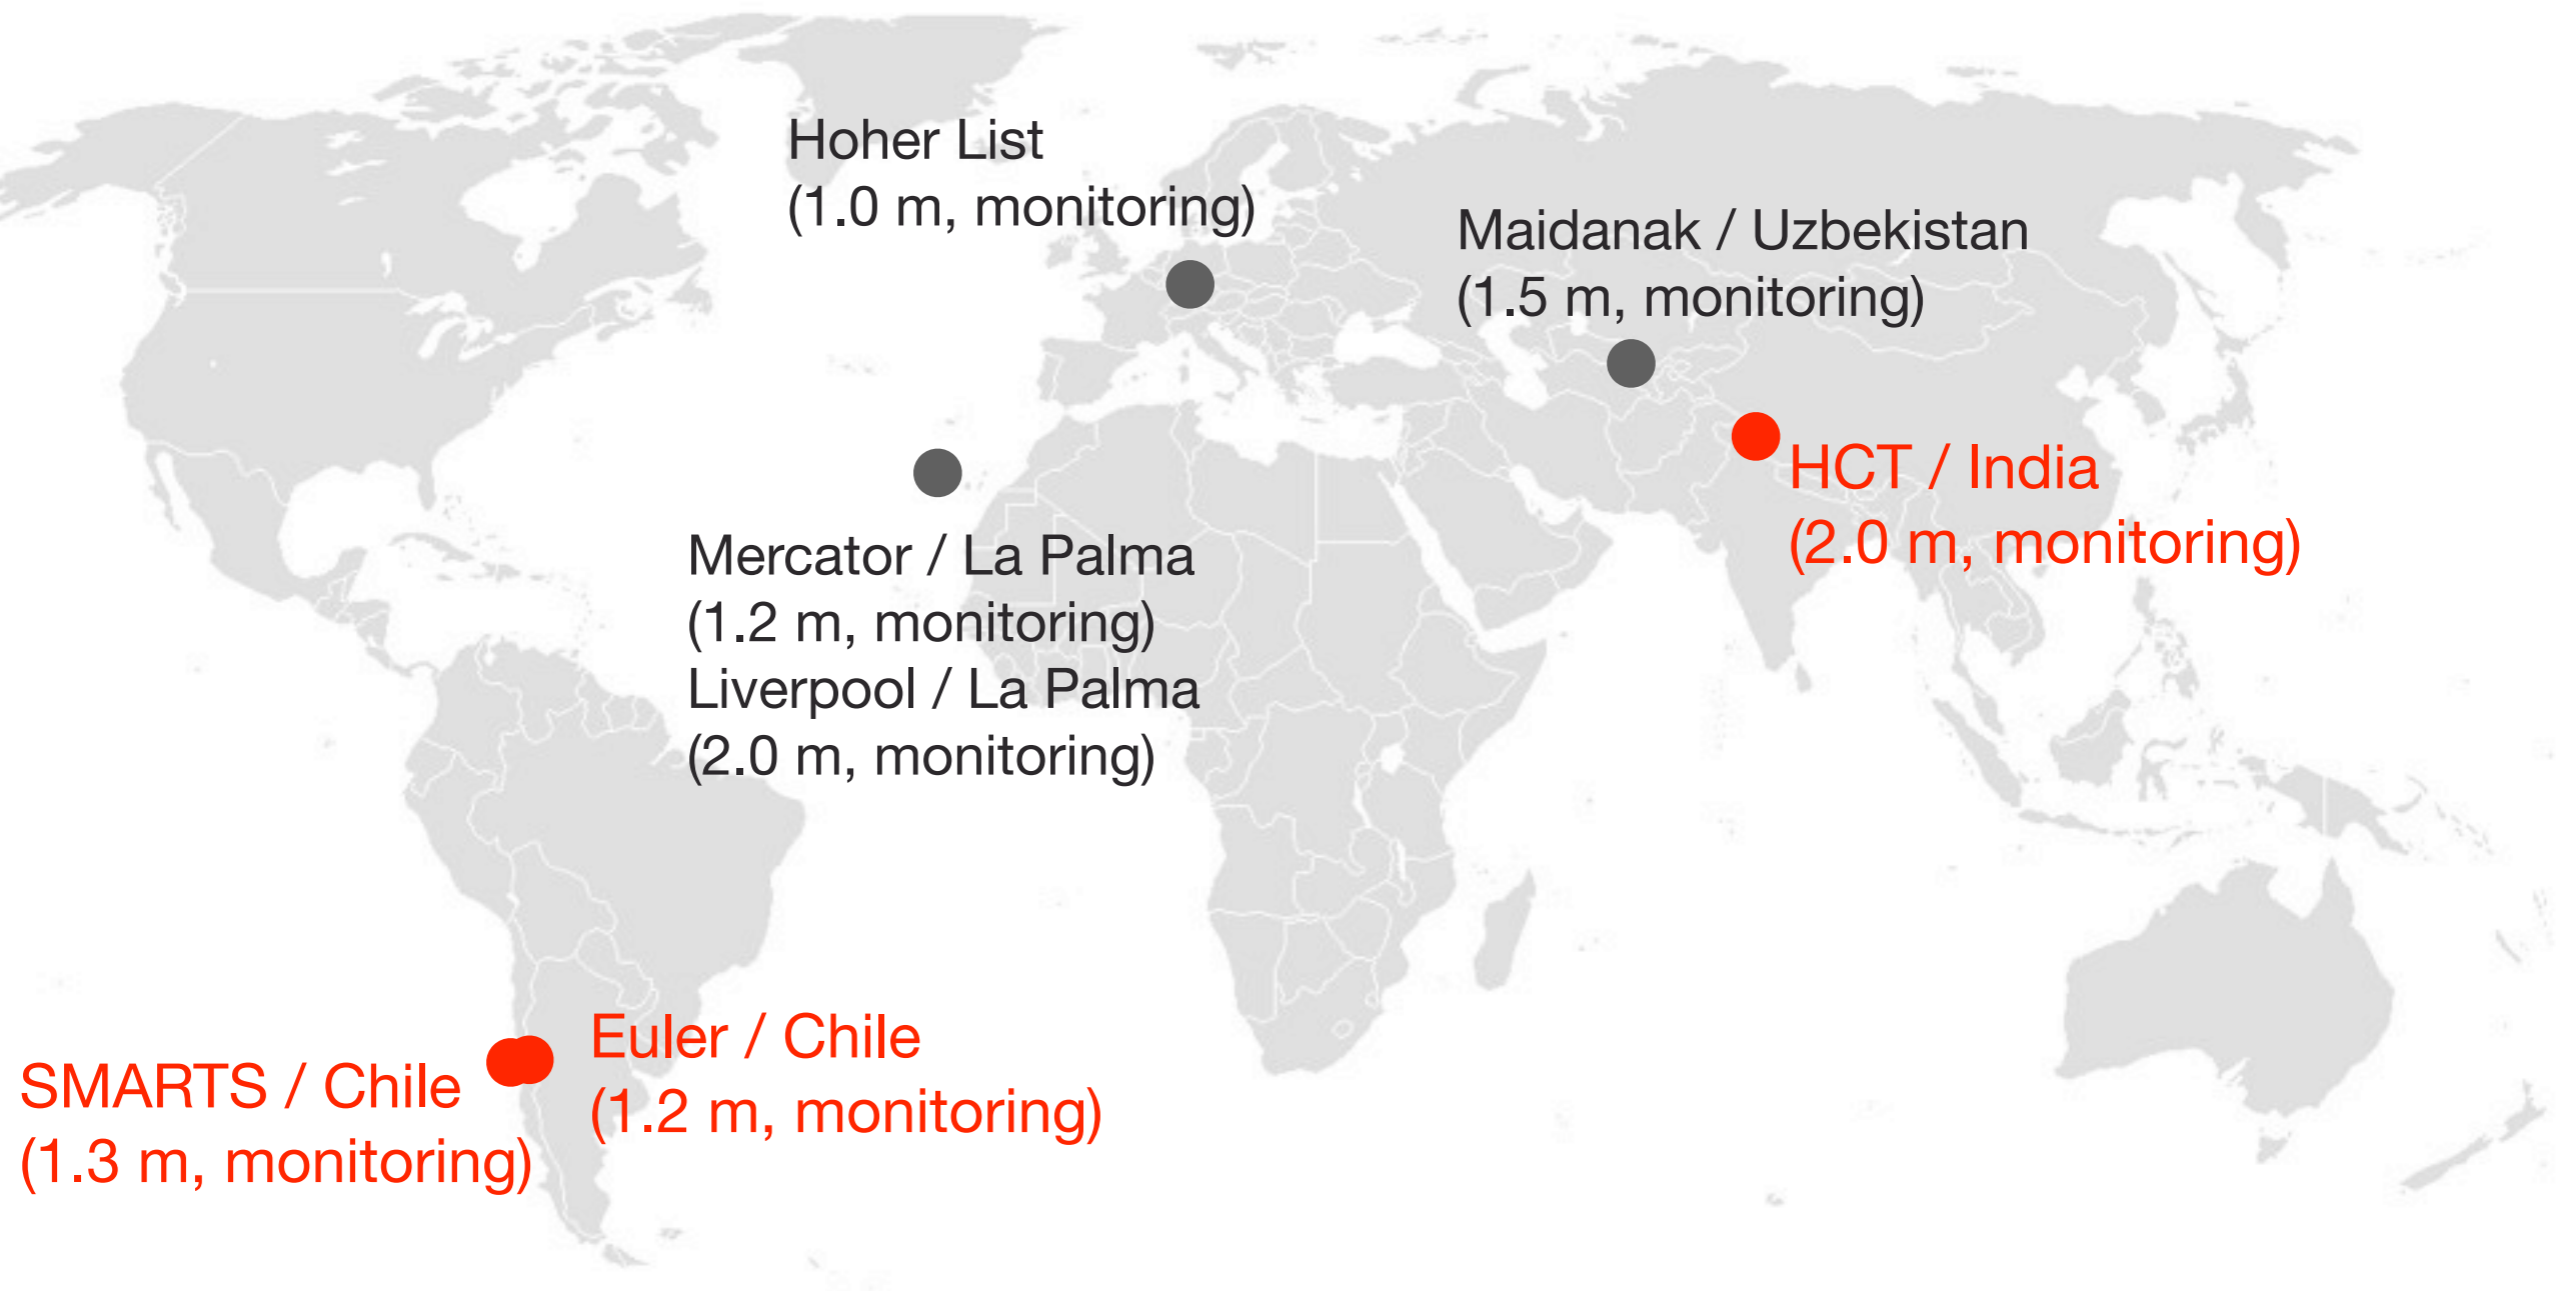 Hoher List
(1.0 m, monitoring)
Maidanak / Uzbekistan
(1.5 m, monitoring)
HCT / India
(2.0 m, monitoring)
Mercator / La Palma
(1.2 m, monitoring)
Liverpool / La Palma
(2.0 m, monitoring)
Euler / Chile
(1.2 m, monitoring)
SMARTS / Chile
(1.3 m, monitoring)